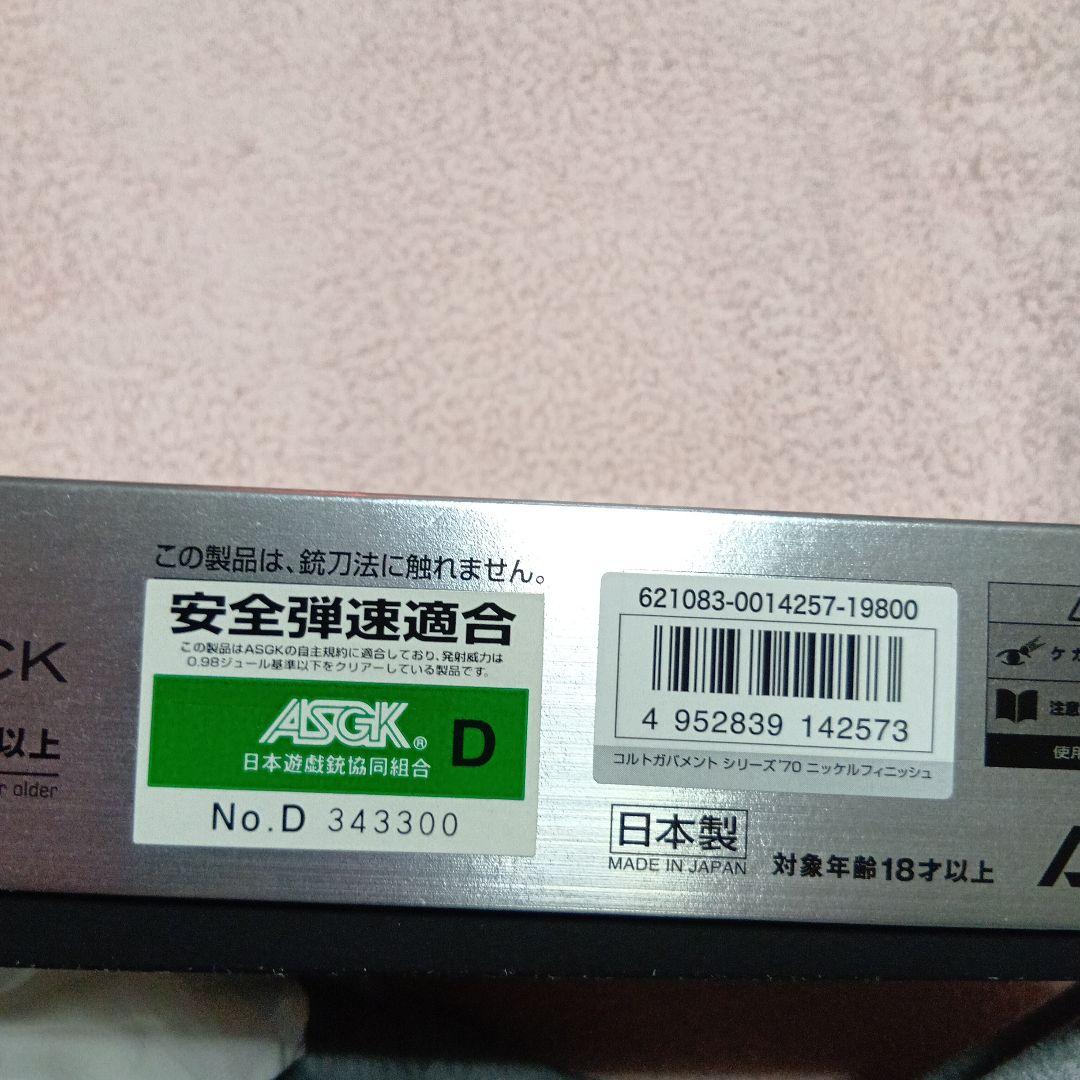 この製品は、銃刀法に触れません。
安全弾速適合
この製品はASGKの自主規約に適合しており、発射威力は
0.98ジュール基準以下をクリアーしている製品です。
ASGK® D
日本遊戯銃協同組合
No.D 343300
CK
以上
r older
621083-0014257-19800
4 952839 142573
コルトガバメント シリーズ'70 ニッケルフィニッシュ
日本製
MADE IN JAPAN
対象年齢18才以上
ケガ
注意
使用